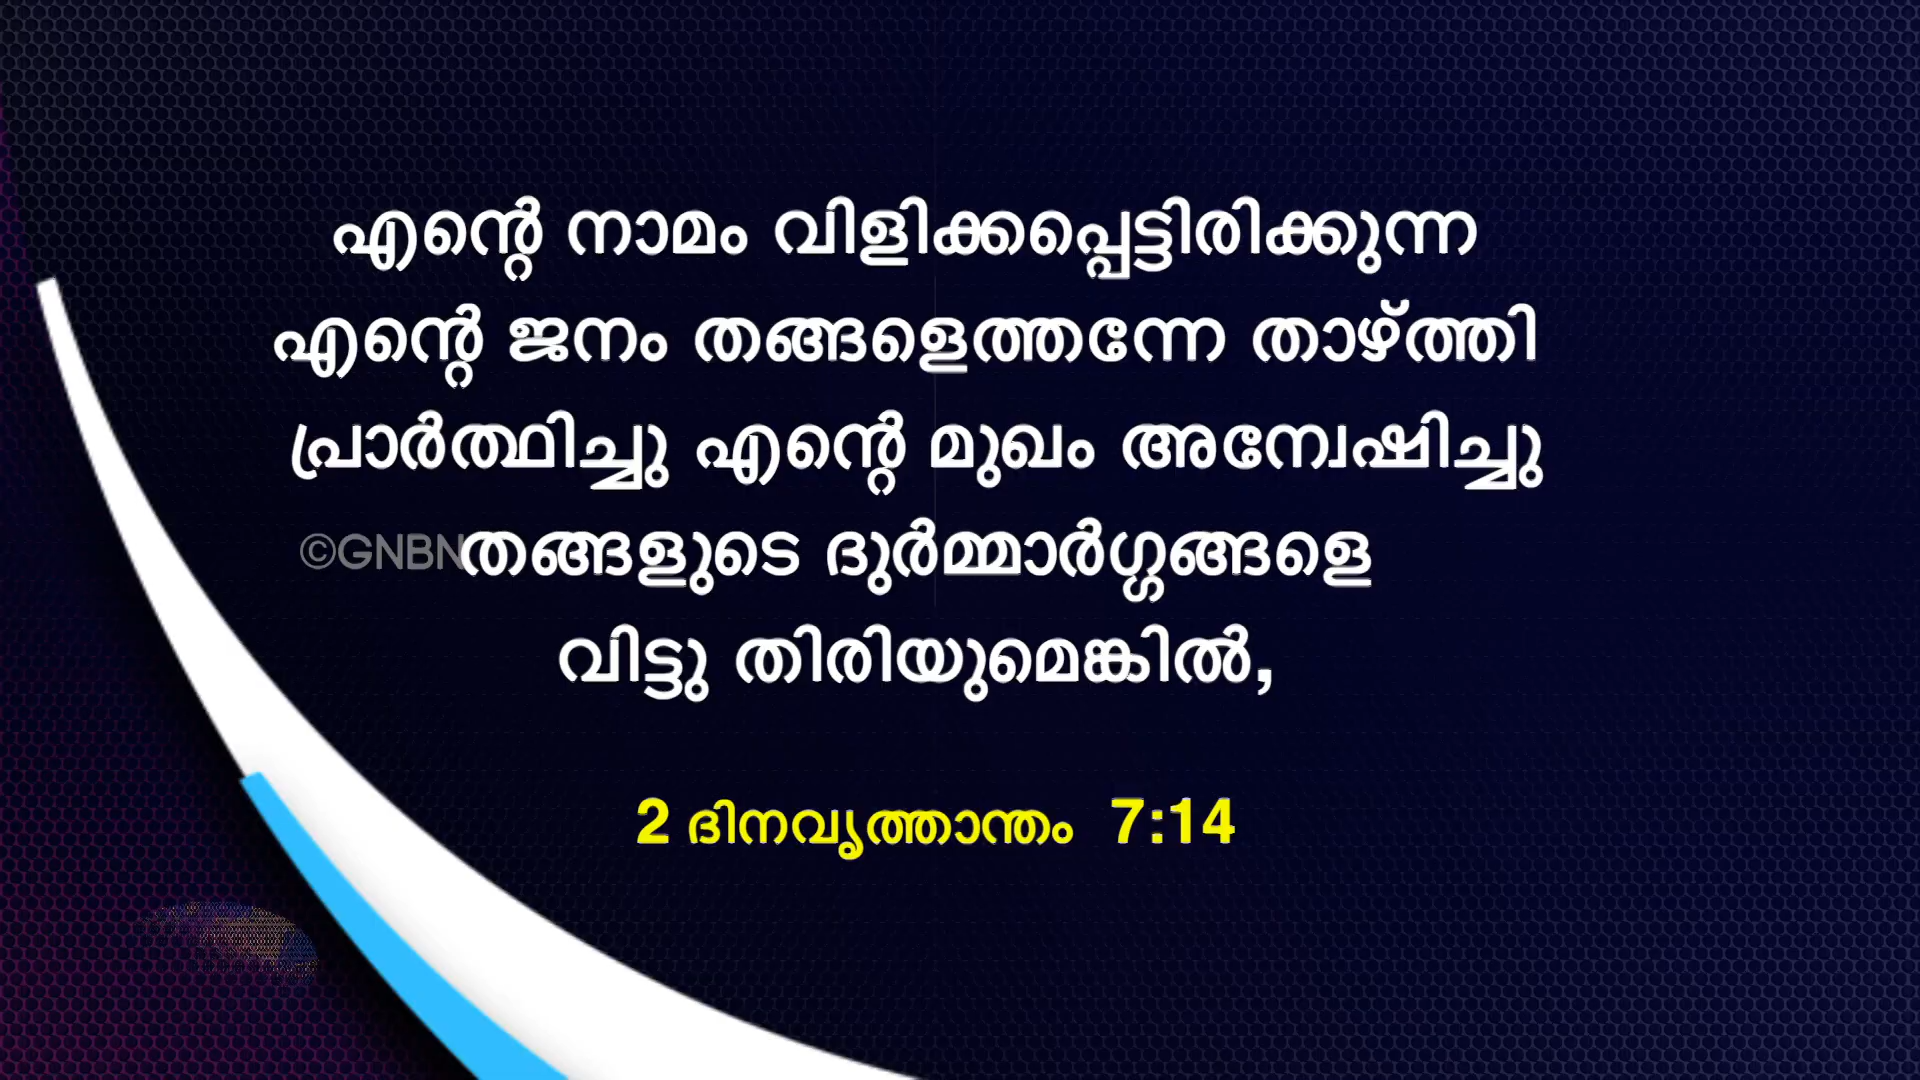 എന്റെ നാമം വിളിക്കപ്പെട്ടിരിക്കുന്ന
എന്റെ ജനം തങ്ങളെത്തന്നേ താഴ്ത്തി
പ്രാർത്ഥിച്ചു എന്റെ മുഖം അന്വേഷിച്ചു
©GNBN തങ്ങളുടെ ദുർമ്മാർഗ്ഗങ്ങളെ
വിട്ടു തിരിയുമെങ്കിൽ,
2 ദിനവൃത്താന്തം 7:14